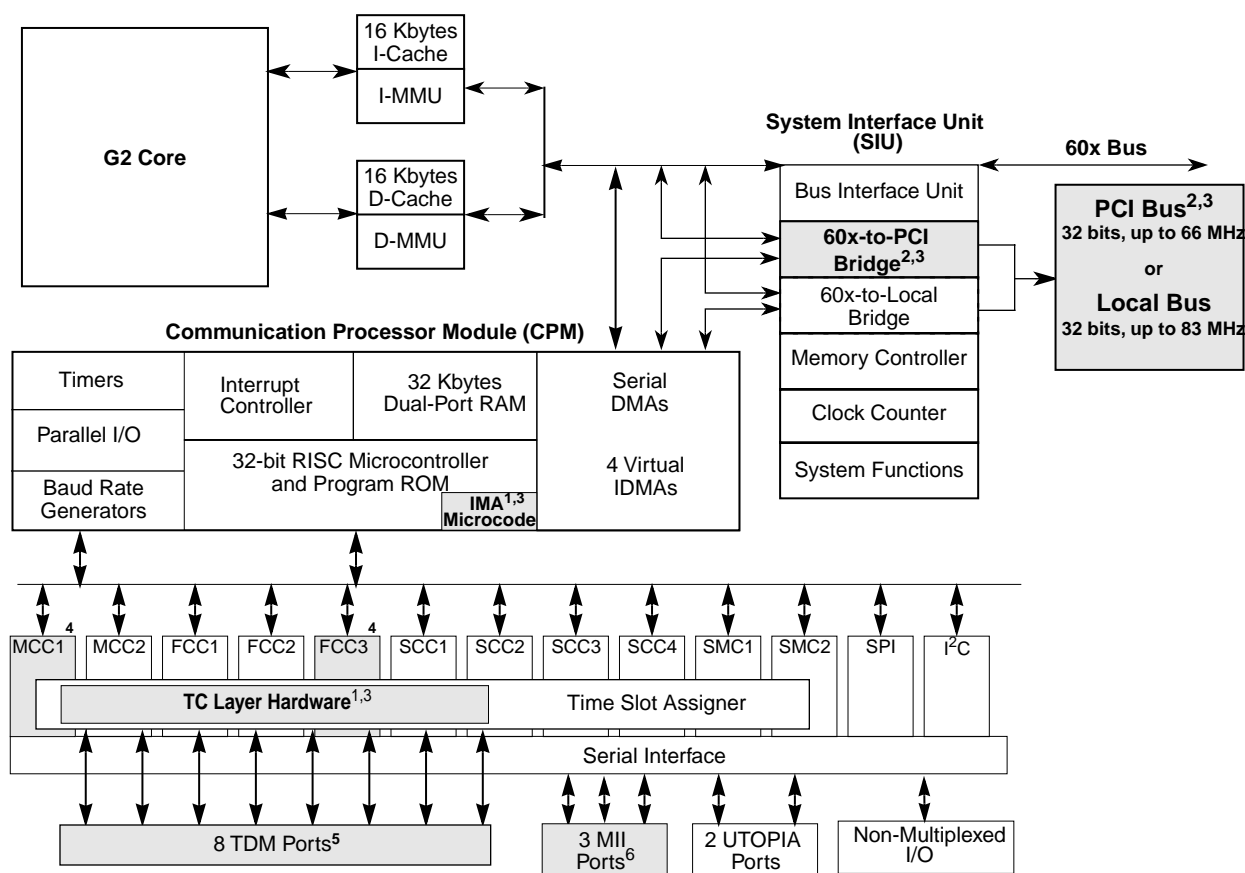 G2 Core
16 Kbytes
I-Cache
I-MMU
16 Kbytes
D-Cache
D-MMU
System Interface Unit
(SIU)
Bus Interface Unit
60x-to-PCI
Bridge2,3
60x-to-Local
Bridge
Memory Controller
Clock Counter
System Functions
60x Bus
PCI Bus2,3
32 bits, up to 66 MHz
or
Local Bus
32 bits, up to 83 MHz
Communication Processor Module (CPM)
Timers
Parallel I/O
Baud Rate
Generators
Interrupt
Controller
32 Kbytes
Dual-Port RAM
32-bit RISC Microcontroller
and Program ROM
IMA1,3
Microcode
Serial
DMAs
4 Virtual
IDMAs
MCC1 4
MCC2
FCC1
FCC2
FCC3 4
SCC1
SCC2
SCC3
SCC4
SMC1
SMC2
SPI
I2C
TC Layer Hardware1,3
Time Slot Assigner
Serial Interface
8 TDM Ports5
3 MII
Ports6
2 UTOPIA
Ports
Non-Multiplexed
I/O